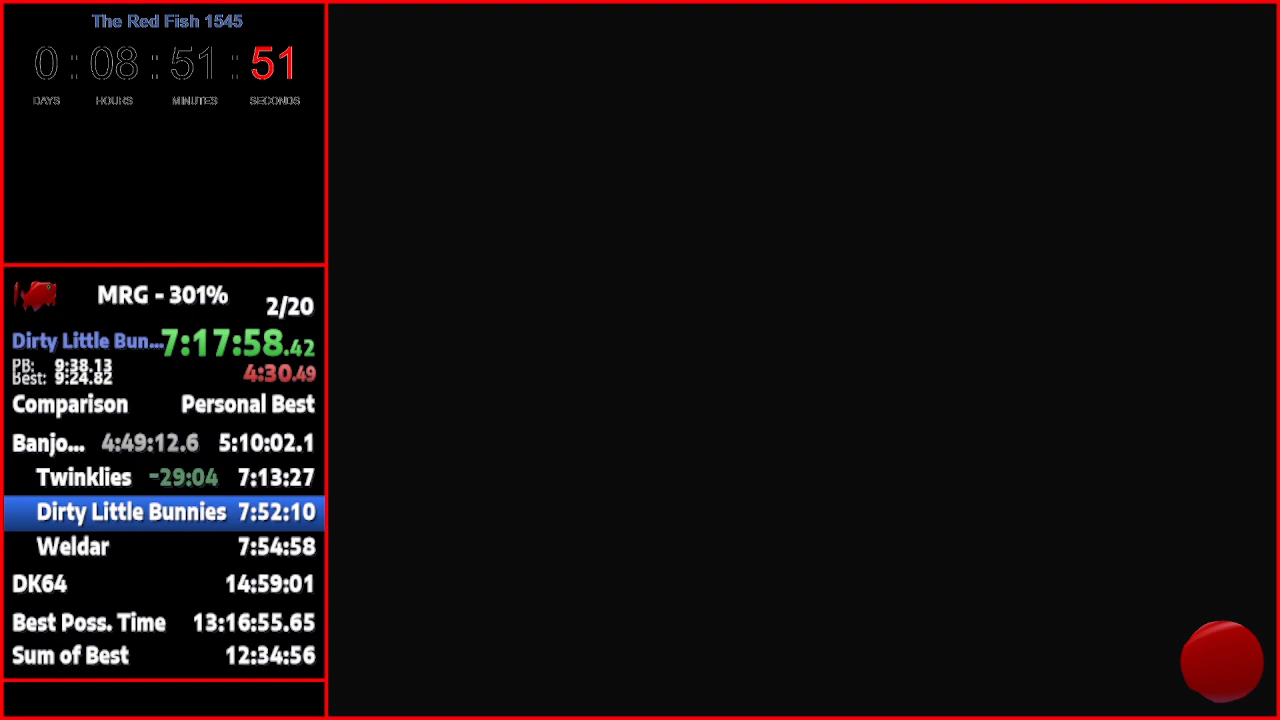 The Red Fish 1545
0 : 08 : 51 : 51
DAYS HOURS MINUTES SECONDS
MRG - 301%
2/20
Dirty Little Bun... 7:17:58.42
PB: 9:38.13
Best: 9:24.82
4:30.49
Comparison Personal Best
Banjo... 4:49:12.6 5:10:02.1
Twinklies -29:04 7:13:27
Dirty Little Bunnies 7:52:10
Weldar 7:54:58
DK64 14:59:01
Best Poss. Time 13:16:55.65
Sum of Best 12:34:56